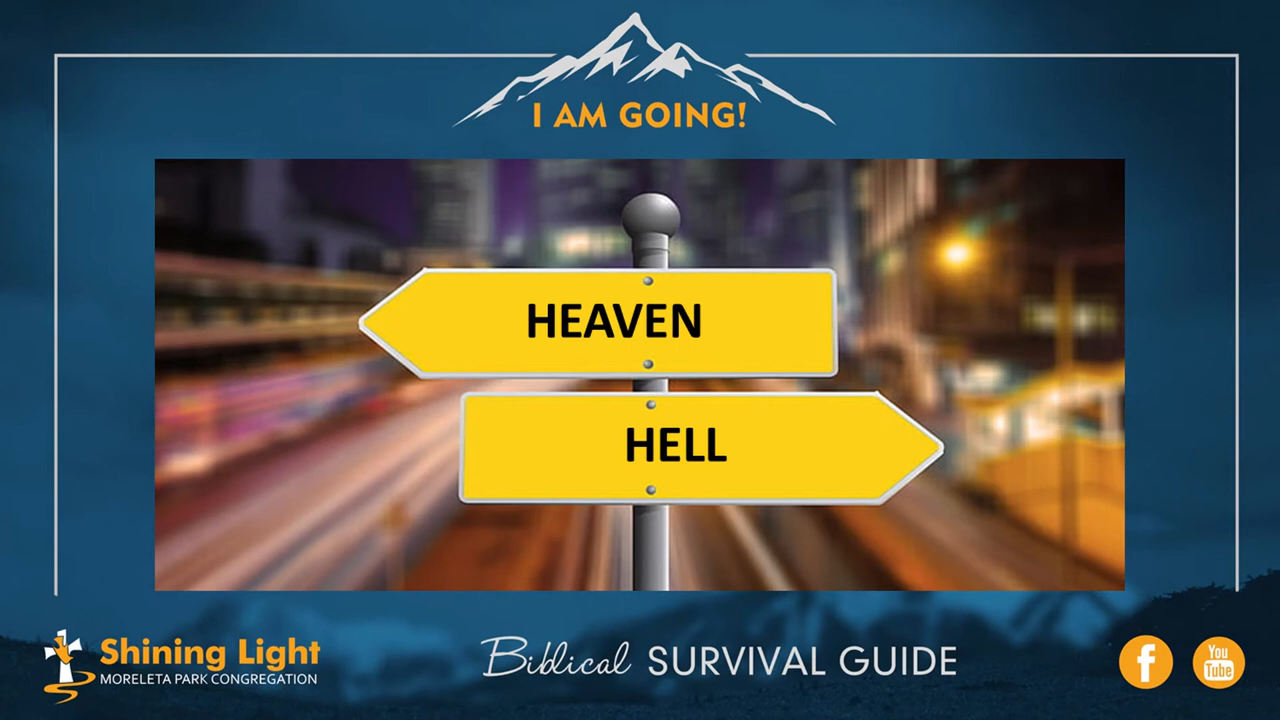 I AM GOING!
HEAVEN
HELL
Shining Light
MORELETA PARK CONGREGATION
Biblical SURVIVAL GUIDE
f
You
Tube